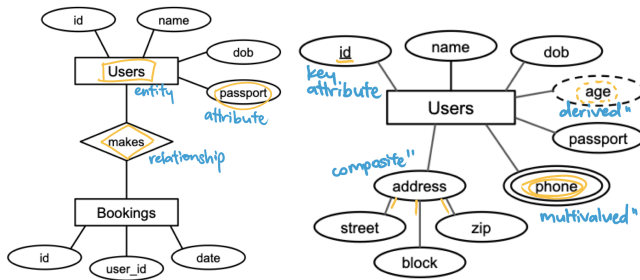 id
name
dob
Users
entity
passport
attribute
makes
relationship
Bookings
id
user_id
date
id
key
attribute
name
dob
age
derived"
Users
passport
composite"
address
phone
multivalued"
street
zip
block